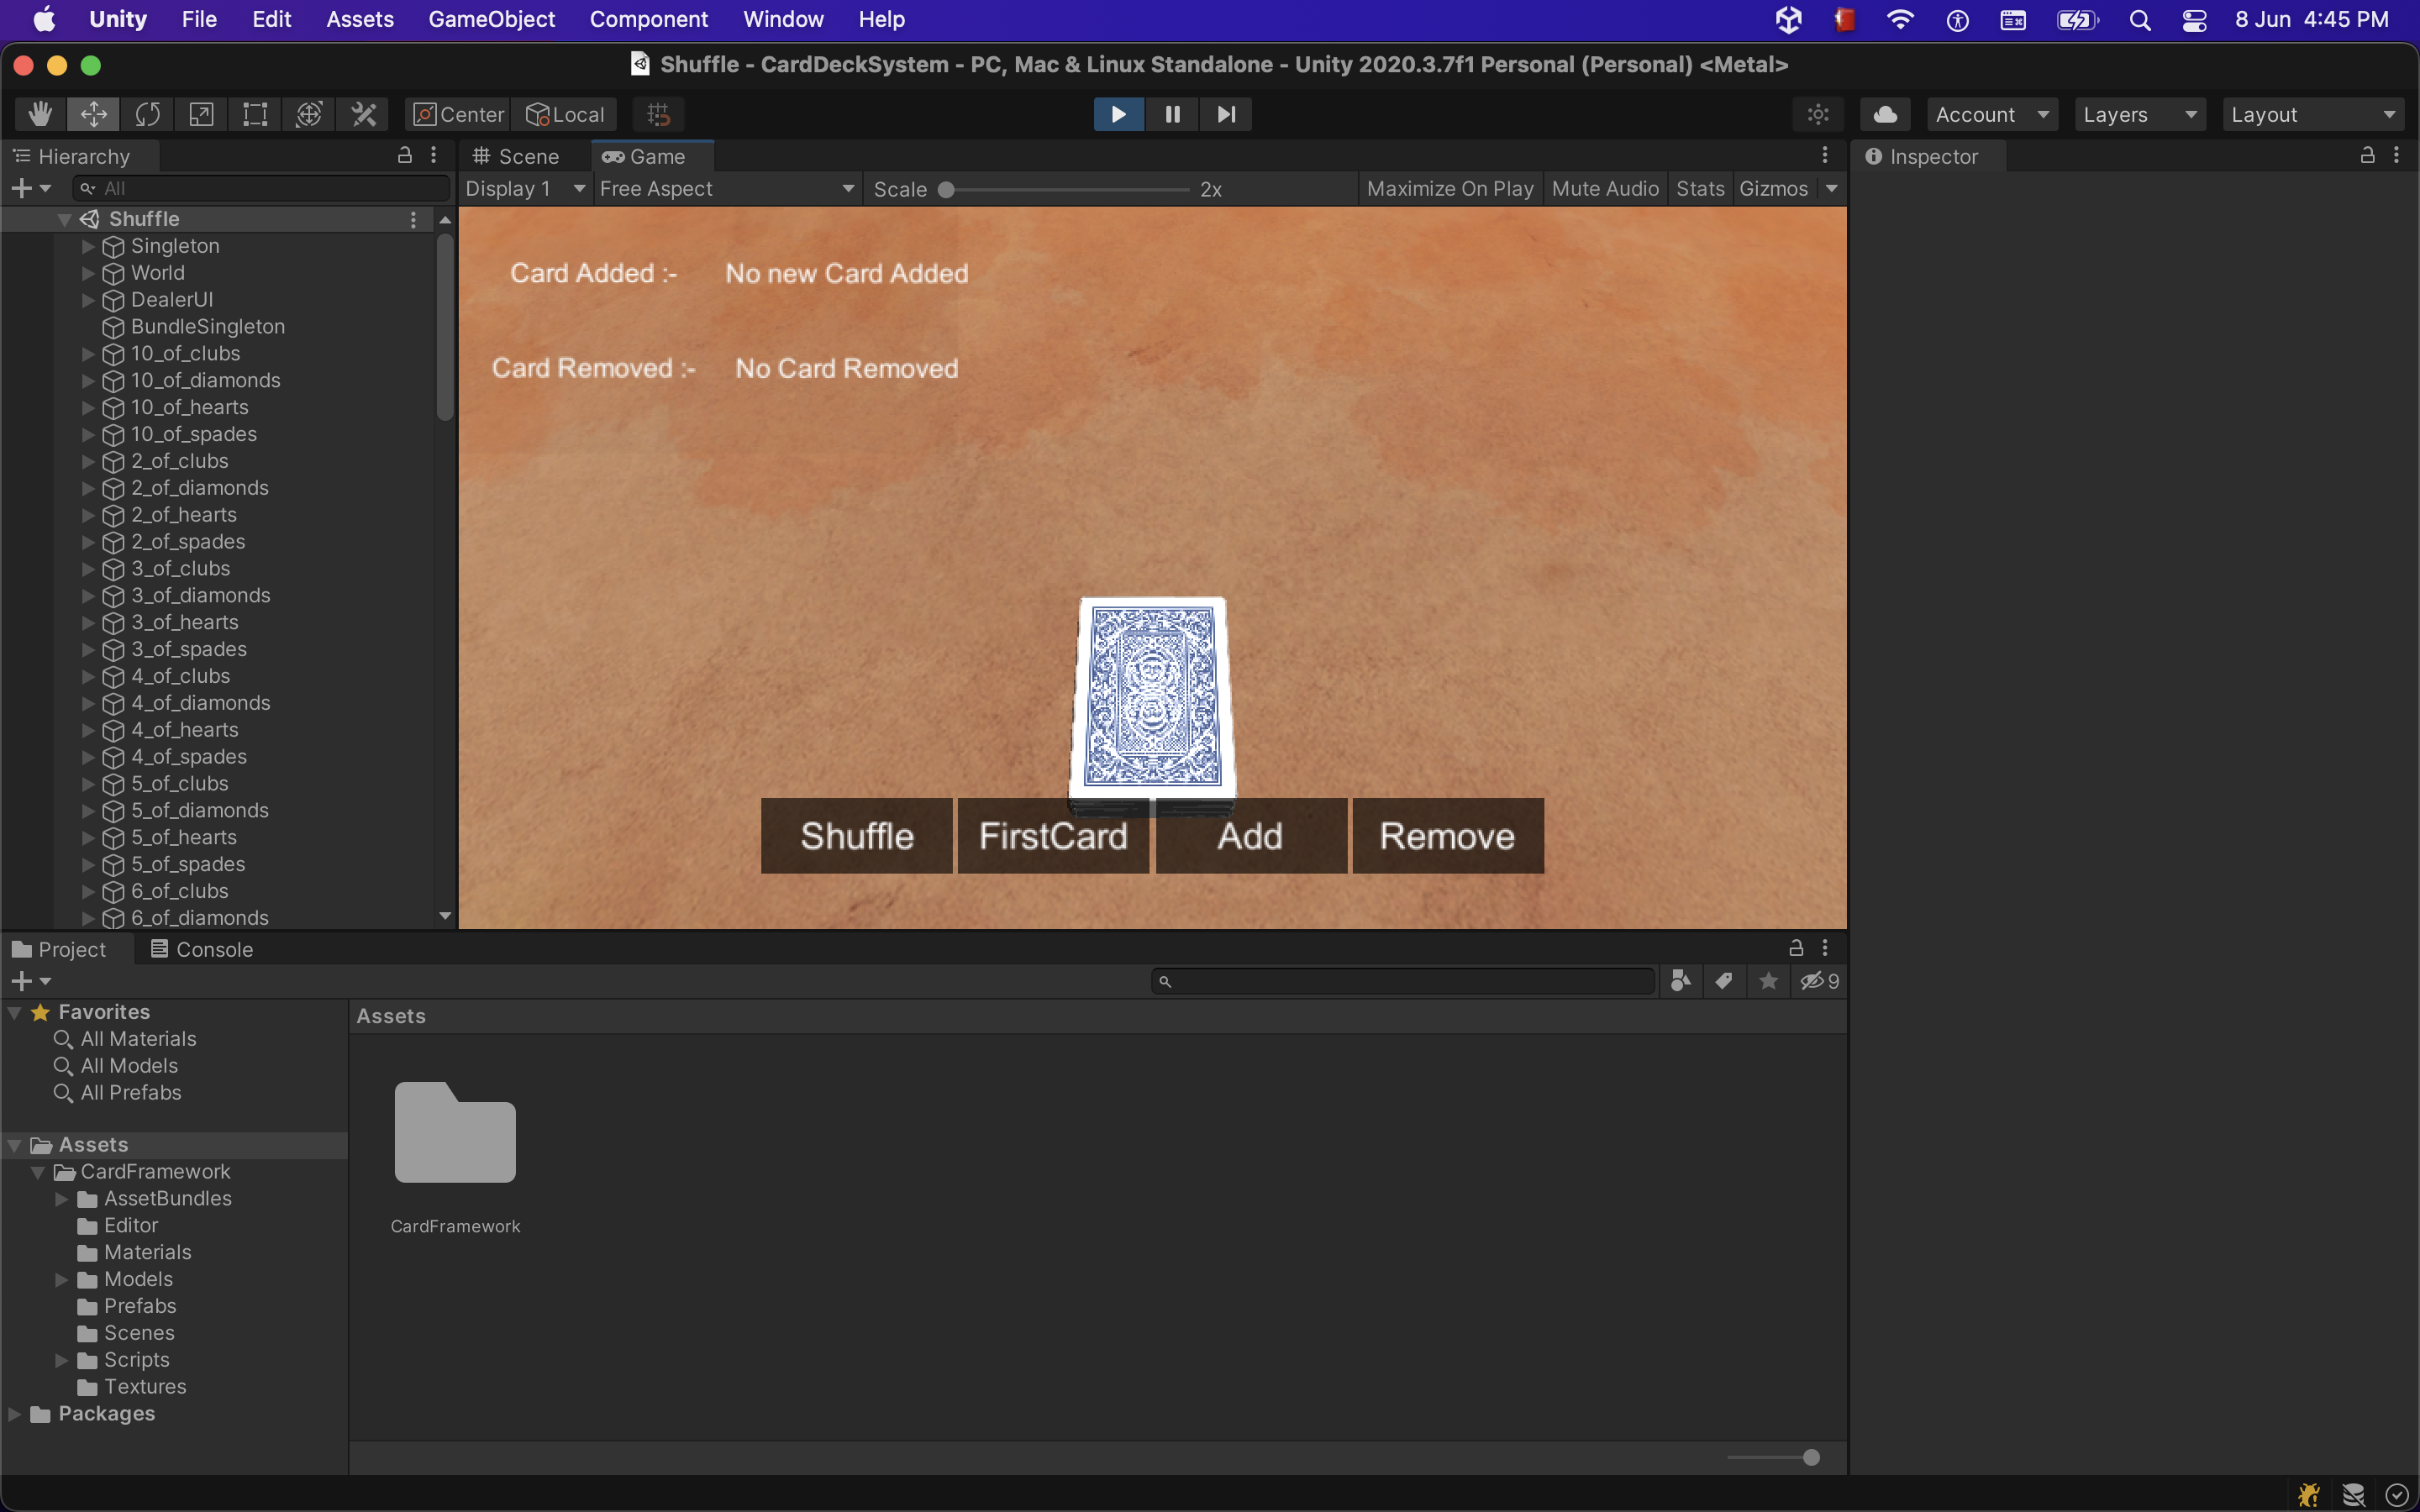 Unity File Edit Assets GameObject Component Window Help 8 Jun 4:45 PM
Shuffle - CardDeckSystem - PC, Mac & Linux Standalone - Unity 2020.3.7f1 Personal (Personal) <Metal>
Center Local Account Layers Layout
Hierarchy
All
Shuffle
Singleton
World
DealerUI
BundleSingleton
10_of_clubs
10_of_diamonds
10_of_hearts
10_of_spades
2_of_clubs
2_of_diamonds
2_of_hearts
2_of_spades
3_of_clubs
3_of_diamonds
3_of_hearts
3_of_spades
4_of_clubs
4_of_diamonds
4_of_hearts
4_of_spades
5_of_clubs
5_of_diamonds
5_of_hearts
5_of_spades
6_of_clubs
6_of_diamonds
Scene Game
Display 1 Free Aspect Scale 2x Maximize On Play Mute Audio Stats Gizmos
Card Added :- No new Card Added
Card Removed :- No Card Removed
Shuffle FirstCard Add Remove
Inspector
Project Console
9
Favorites
All Materials
All Models
All Prefabs
Assets
CardFramework
AssetBundles
Editor
Materials
Models
Prefabs
Scenes
Scripts
Textures
Packages
Assets
CardFramework